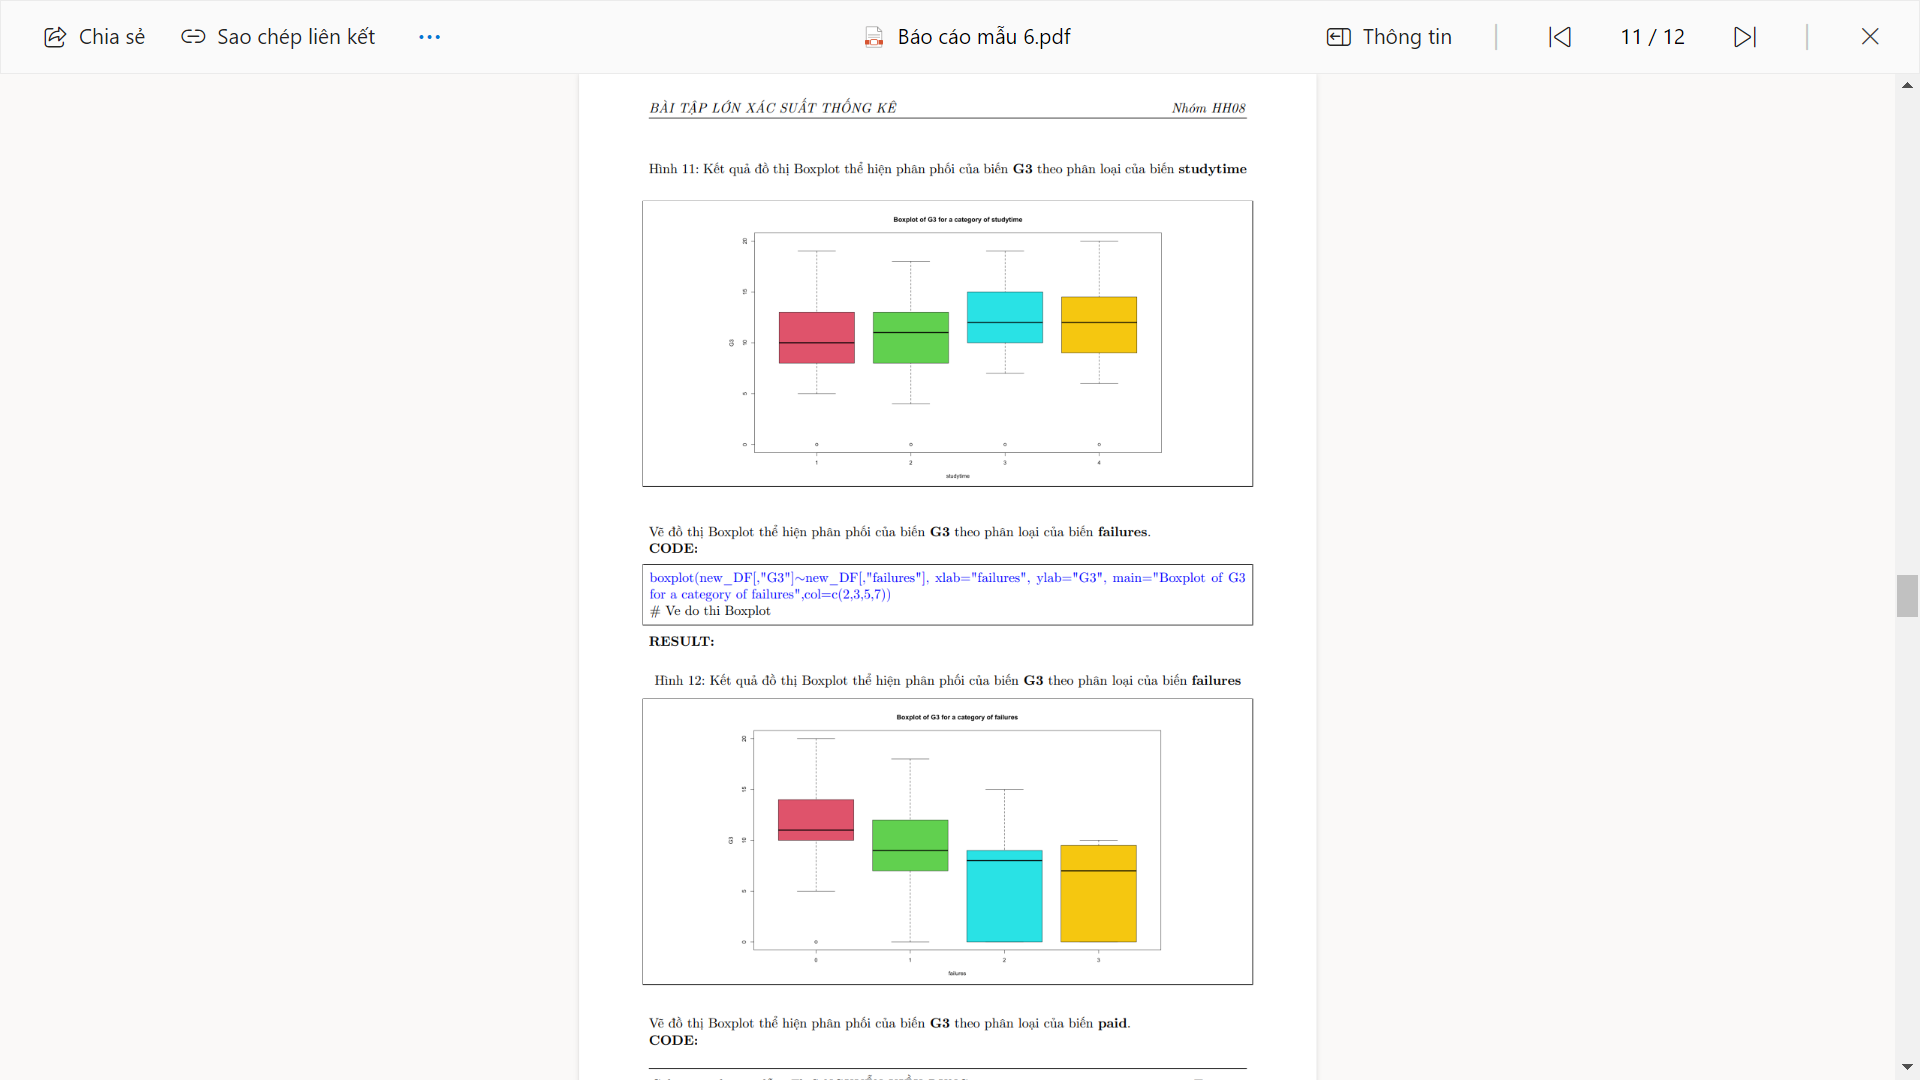 Chia sẻ
Sao chép liên kết
Báo cáo mẫu 6.pdf
Thông tin
11 / 12
BÀI TẬP LỚN XÁC SUẤT THỐNG KÊ Nhóm HH08
Hình 11: Kết quả đồ thị Boxplot thể hiện phân phối của biến G3 theo phân loại của biến studytime
Boxplot of G3 for a category of studytime
20
15
10
5
0
G3
1 2 3 4
studytime
Vẽ đồ thị Boxplot thể hiện phân phối của biến G3 theo phân loại của biến failures.
CODE:
boxplot(new_DF[,"G3"]~new_DF[,"failures"], xlab="failures", ylab="G3", main="Boxplot of G3
for a category of failures",col=c(2,3,5,7))
# Ve do thi Boxplot
RESULT:
Hình 12: Kết quả đồ thị Boxplot thể hiện phân phối của biến G3 theo phân loại của biến failures
Boxplot of G3 for a category of failures
20
15
10
5
0
G3
0 1 2 3
failures
Vẽ đồ thị Boxplot thể hiện phân phối của biến G3 theo phân loại của biến paid.
CODE: